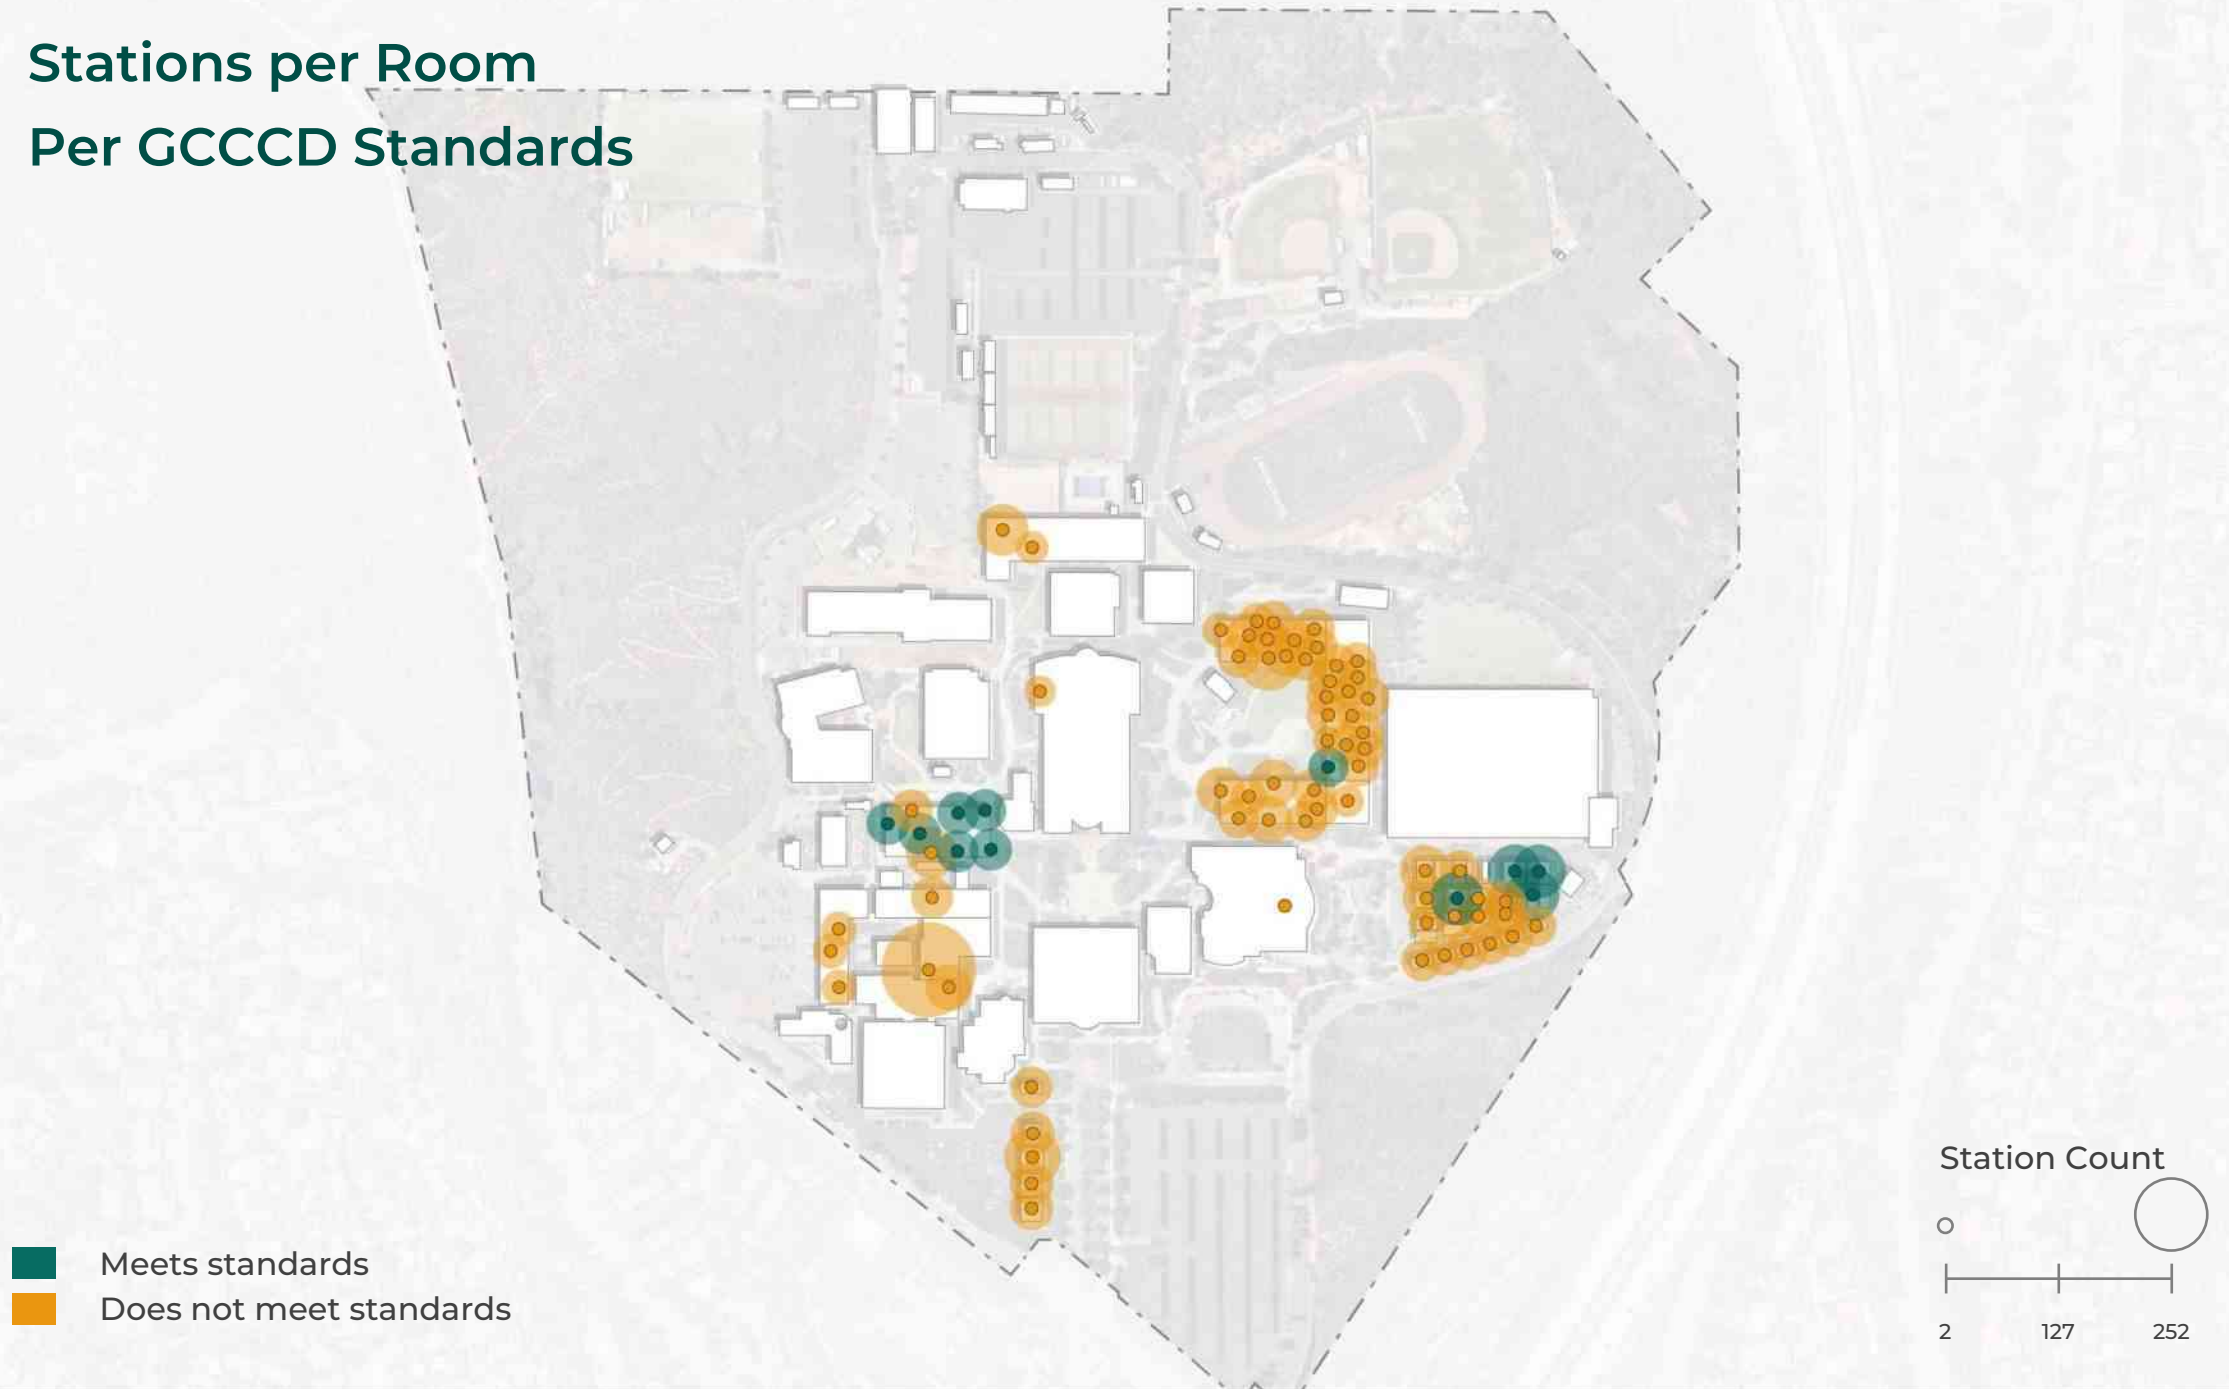 Stations per Room
Per GCCCD Standards
Meets standards
Does not meet standards
Station Count
2 127 252